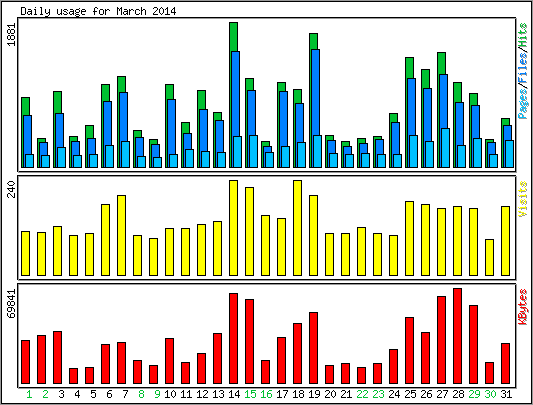 Daily usage for March 2014
1881
Pages/Files/Hits
240
Visits
69841
KBytes
1 2 3 4 5 6 7 8 9 10 11 12 13 14 15 16 17 18 19 20 21 22 23 24 25 26 27 28 29 30 31